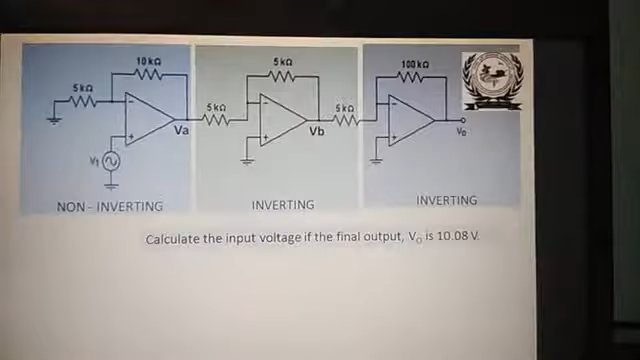 10 kΩ 5 kΩ 100 kΩ
5 kΩ 5 kΩ 5 kΩ
Va Vb Vo
V1
NON - INVERTING INVERTING INVERTING
Calculate the input voltage if the final output, VO is 10.08 V.